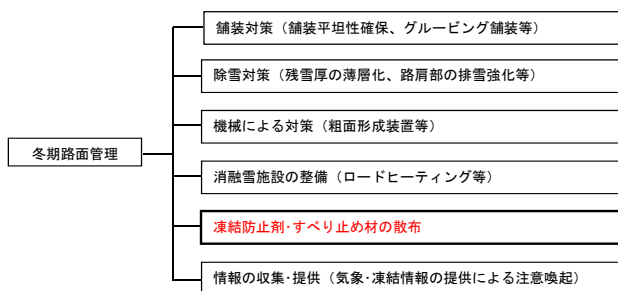 舗装対策（舗装平坦性確保、グルービング舗装等）
除雪対策（残雪厚の薄層化、路肩部の排雪強化等）
機械による対策（粗面形成装置等）
冬期路面管理
消融雪施設の整備（ロードヒーティング等）
凍結防止剤･すべり止め材の散布
情報の収集･提供（気象･凍結情報の提供による注意喚起）